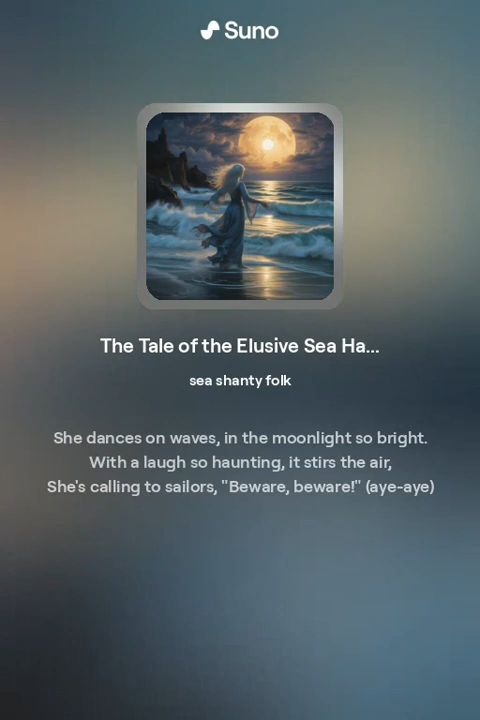 Suno
The Tale of the Elusive Sea Ha...
sea shanty folk
She dances on waves, in the moonlight so bright.
With a laugh so haunting, it stirs the air,
She's calling to sailors, "Beware, beware!" (aye-aye)